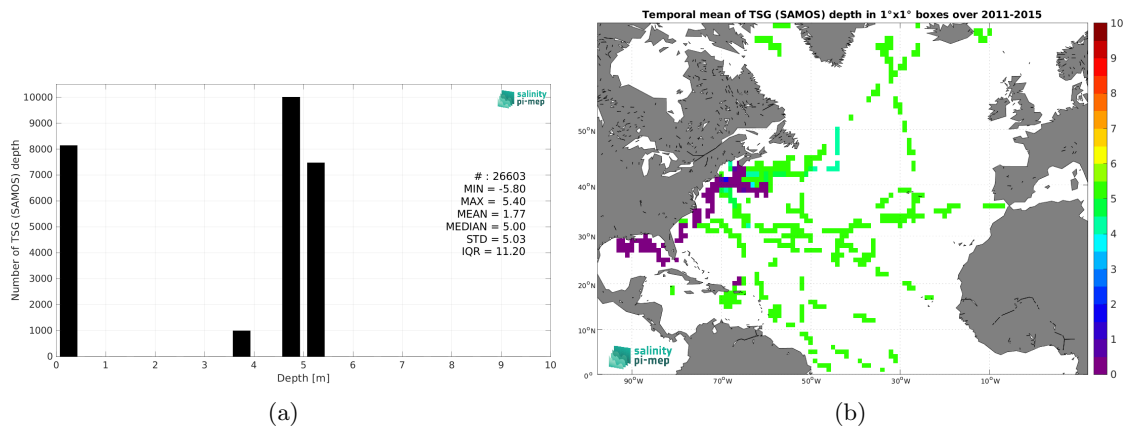 Number of TSG (SAMOS) depth
10000
9000
8000
7000
6000
5000
4000
3000
2000
1000
0
salinity
pi-mep
# : 26603
MIN = -5.80
MAX = 5.40
MEAN = 1.77
MEDIAN = 5.00
STD = 5.03
IQR = 11.20
0 1 2 3 4 5 6 7 8 9 10
Depth [m]
(a)
Temporal mean of TSG (SAMOS) depth in 1°x1° boxes over 2011-2015
50°N
40°N
30°N
20°N
10°N
0°
90°W 70°W 50°W 30°W 10°W
salinity
pi-mep
10
9
8
7
6
5
4
3
2
1
0
(b)